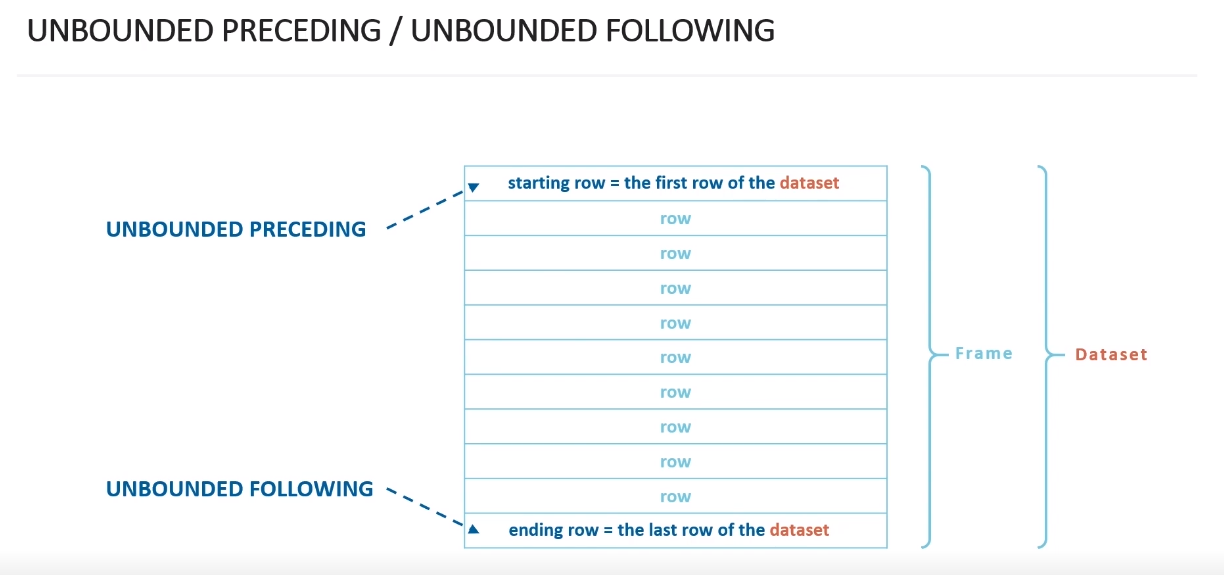 UNBOUNDED PRECEDING / UNBOUNDED FOLLOWING
starting row = the first row of the dataset
UNBOUNDED PRECEDING
row
row
row
row
row
Frame
Dataset
row
row
row
UNBOUNDED FOLLOWING
row
ending row = the last row of the dataset